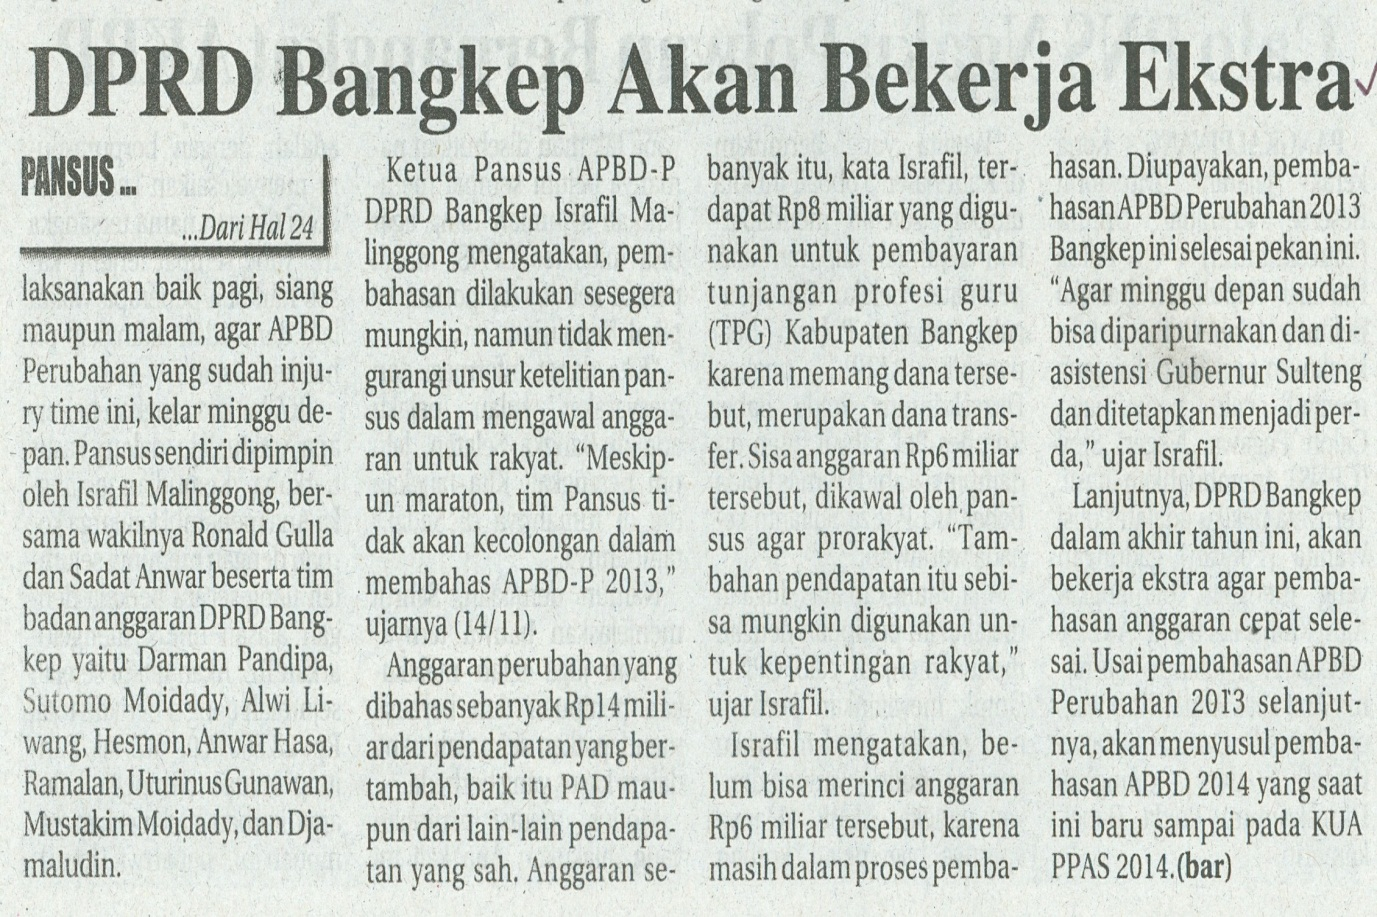 DPRD Bangkep Akan Bekerja Ekstra
PANSUS...
...Dari Hal 24
laksanakan baik pagi, siang
maupun malam, agar APBD
Perubahan yang sudah inju-
ry time ini, kelar minggu de-
pan. Pansus sendiri dipimpin
oleh Israfil Malinggong, ber-
sama wakilnya Ronald Gulla
dan Sadat Anwar beserta tim
badan anggaran DPRD Bang-
kep yaitu Darman Pandipa,
Sutomo Moidady, Alwi Li-
wang, Hesmon, Anwar Hasa,
Ramalan, Uturinus Gunawan,
Mustakim Moidady, dan Dja-
maludin.
Ketua Pansus APBD-P
DPRD Bangkep Israfil Ma-
linggong mengatakan, pem-
bahasan dilakukan sesegera
mungkin, namun tidak men-
gurangi unsur ketelitian pan-
sus dalam mengawal angga-
ran untuk rakyat. “Meskip-
un maraton, tim Pansus ti-
dak akan kecolongan dalam
membahas APBD-P 2013,”
ujarnya (14/11).
Anggaran perubahan yang
dibahas sebanyak Rp14 mili-
ar dari pendapatan yang ber-
tambah, baik itu PAD mau-
pun dari lain-lain pendapa-
tan yang sah. Anggaran se-
banyak itu, kata Israfil, ter-
dapat Rp8 miliar yang digu-
nakan untuk pembayaran
tunjangan profesi guru
(TPG) Kabupaten Bangkep
karena memang dana terse-
but, merupakan dana trans-
fer. Sisa anggaran Rp6 miliar
tersebut, dikawal oleh pan-
sus agar prorakyat. “Tam-
bahan pendapatan itu sebi-
sa mungkin digunakan un-
tuk kepentingan rakyat,”
ujar Israfil.
Israfil mengatakan, be-
lum bisa merinci anggaran
Rp6 miliar tersebut, karena
masih dalam proses pemba-
hasan. Diupayakan, pemba-
hasan APBD Perubahan 2013
Bangkep ini selesai pekan ini.
“Agar minggu depan sudah
bisa diparipurnakan dan di-
asistensi Gubernur Sulteng
dan ditetapkan menjadi per-
da,” ujar Israfil.
Lanjutnya, DPRD Bangkep
dalam akhir tahun ini, akan
bekerja ekstra agar pemba-
hasan anggaran cepat sele-
sai. Usai pembahasan APBD
Perubahan 2013 selanjut-
nya, akan menyusul pemba-
hasan APBD 2014 yang saat
ini baru sampai pada KUA
PPAS 2014.(bar)